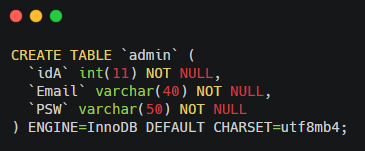 CREATE TABLE `admin` (
`idA` int(11) NOT NULL,
`Email` varchar(40) NOT NULL,
`PSW` varchar(50) NOT NULL
) ENGINE=InnoDB DEFAULT CHARSET=utf8mb4;